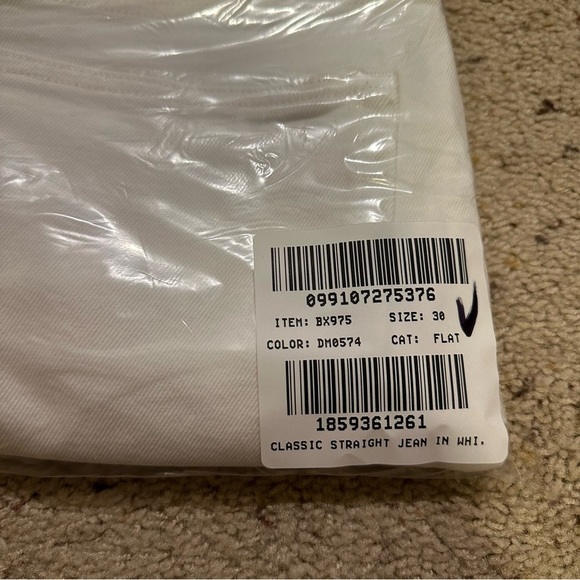 099107275376
ITEM: BX975 SIZE: 30
COLOR: DM0574 CAT: FLAT
1859361261
CLASSIC STRAIGHT JEAN IN WHI.